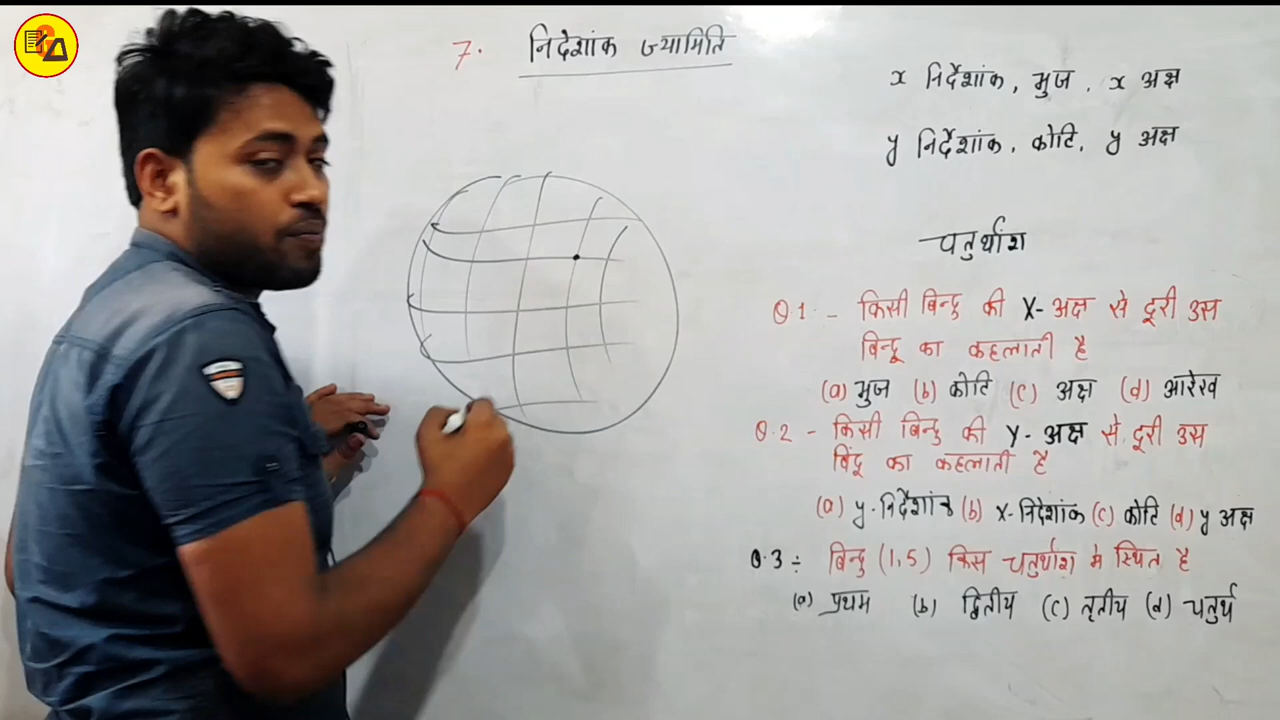 7. निर्देशांक ज्यामिति
x निर्देशांक, भुज, x अक्ष
y निर्देशांक, कोटि, y अक्ष
चतुर्थांश
Q.1 - किसी बिन्दु की X-अक्ष से दूरी उस
बिन्दू का कहलाती है
(a) भुज (b) कोटि (c) अक्ष (d) आरेख
Q.2 - किसी बिन्दु की Y-अक्ष से दूरी उस
बिंदू का कहलाती है
(a) y-निर्देशांक (b) x-निदेशांक (c) कोटि (d) y अक्ष
Q.3 ÷ बिन्दु (1,5) किस चतुर्थांश मे स्थित है
(a) प्रथम (b) द्वितीय (c) तृतीय (d) चतुर्थ